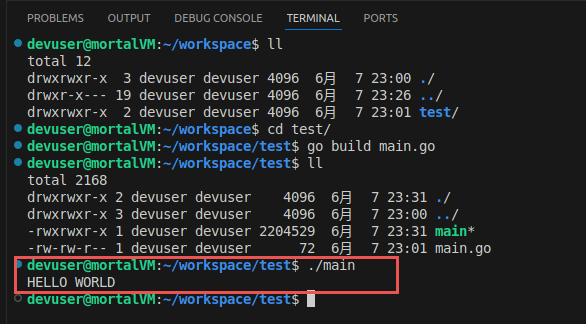 PROBLEMS OUTPUT DEBUG CONSOLE TERMINAL PORTS
devuser@mortalVM:~/workspace$ ll
total 12
drwxrwxr-x  3 devuser devuser 4096  6月  7 23:00 ./
drwxr-x--- 19 devuser devuser 4096  6月  7 23:26 ../
drwxrwxr-x  2 devuser devuser 4096  6月  7 23:01 test/
devuser@mortalVM:~/workspace$ cd test/
devuser@mortalVM:~/workspace/test$ go build main.go
devuser@mortalVM:~/workspace/test$ ll
total 2168
drwxrwxr-x 2 devuser devuser    4096  6月  7 23:31 ./
drwxrwxr-x 3 devuser devuser    4096  6月  7 23:00 ../
-rwxrwxr-x 1 devuser devuser 2204529  6月  7 23:31 main*
-rw-rw-r-- 1 devuser devuser      72  6月  7 23:01 main.go
devuser@mortalVM:~/workspace/test$ ./main
HELLO WORLD
devuser@mortalVM:~/workspace/test$